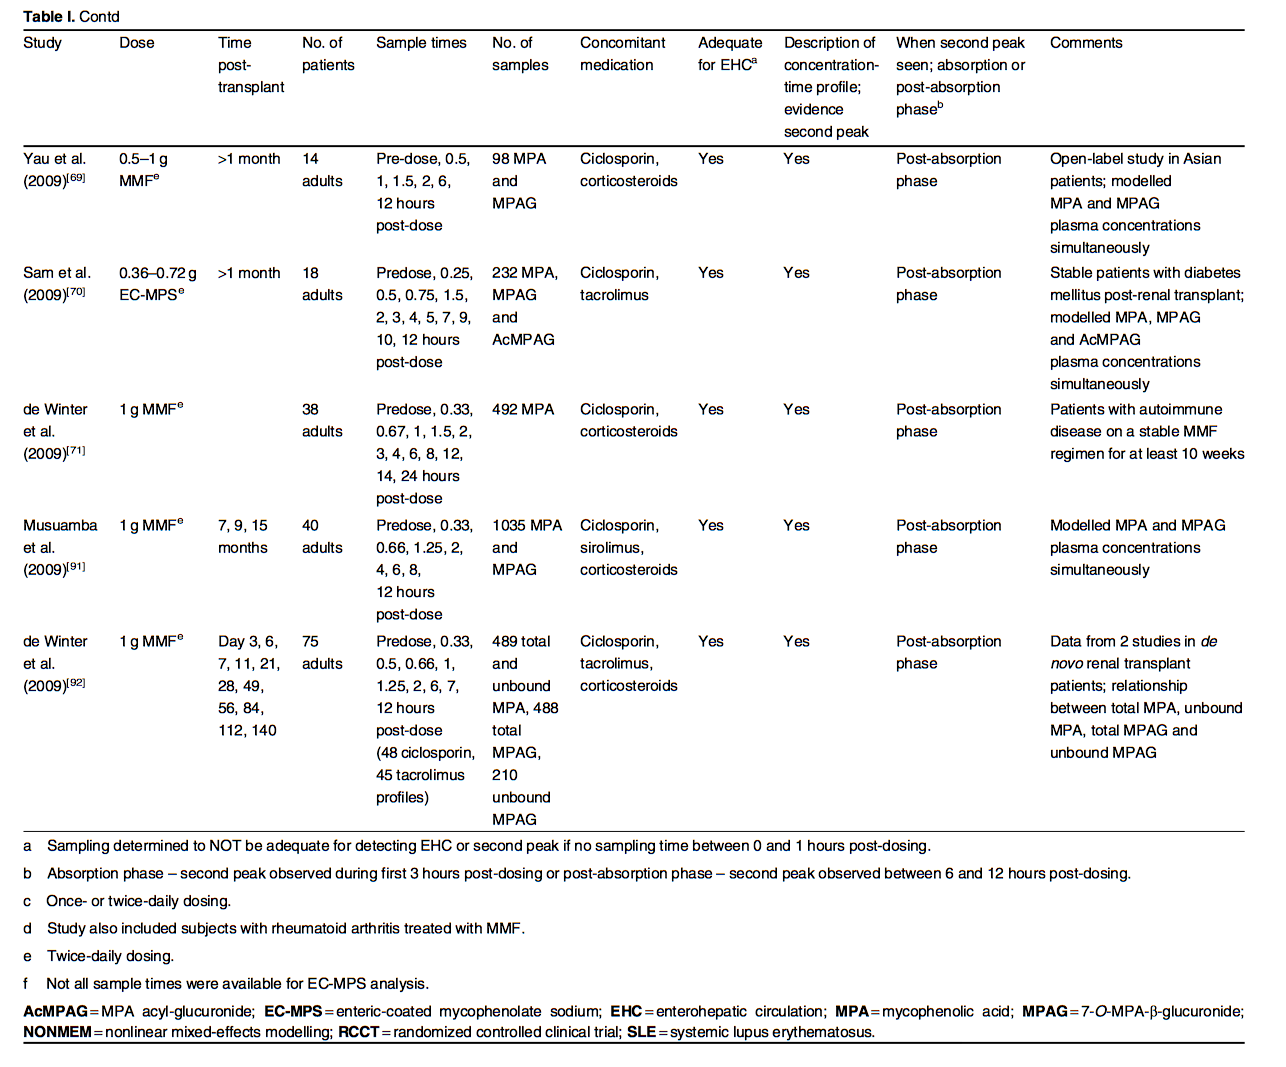 Table I. Contd
Study Dose Time post-transplant No. of patients Sample times No. of samples Concomitant medication Adequate for EHCa Description of concentration-time profile; evidence second peak When second peak seen; absorption or post-absorption phaseb Comments
Yau et al. (2009)[69] 0.5–1 g MMFe >1 month 14 adults Pre-dose, 0.5, 1, 1.5, 2, 6, 12 hours post-dose 98 MPA and MPAG Ciclosporin, corticosteroids Yes Yes Post-absorption phase Open-label study in Asian patients; modelled MPA and MPAG plasma concentrations simultaneously
Sam et al. (2009)[70] 0.36–0.72 g EC-MPSe >1 month 18 adults Predose, 0.25, 0.5, 0.75, 1.5, 2, 3, 4, 5, 7, 9, 10, 12 hours post-dose 232 MPA, MPAG and AcMPAG Ciclosporin, tacrolimus Yes Yes Post-absorption phase Stable patients with diabetes mellitus post-renal transplant; modelled MPA, MPAG and AcMPAG plasma concentrations simultaneously
de Winter et al. (2009)[71] 1 g MMFe 38 adults Predose, 0.33, 0.67, 1, 1.5, 2, 3, 4, 6, 8, 12, 14, 24 hours post-dose 492 MPA Ciclosporin, corticosteroids Yes Yes Post-absorption phase Patients with autoimmune disease on a stable MMF regimen for at least 10 weeks
Musuamba et al. (2009)[91] 1 g MMFe 7, 9, 15 months 40 adults Predose, 0.33, 0.66, 1.25, 2, 4, 6, 8, 12 hours post-dose 1035 MPA and MPAG Ciclosporin, sirolimus, corticosteroids Yes Yes Post-absorption phase Modelled MPA and MPAG plasma concentrations simultaneously
de Winter et al. (2009)[92] 1 g MMFe Day 3, 6, 7, 11, 21, 28, 49, 56, 84, 112, 140 75 adults Predose, 0.33, 0.5, 0.66, 1, 1.25, 2, 6, 7, 12 hours post-dose (48 ciclosporin, 45 tacrolimus profiles) 489 total and unbound MPA, 488 total MPAG, 210 unbound MPAG Ciclosporin, tacrolimus, corticosteroids Yes Yes Post-absorption phase Data from 2 studies in de novo renal transplant patients; relationship between total MPA, unbound MPA, total MPAG and unbound MPAG
a Sampling determined to NOT be adequate for detecting EHC or second peak if no sampling time between 0 and 1 hours post-dosing.
b Absorption phase – second peak observed during first 3 hours post-dosing or post-absorption phase – second peak observed between 6 and 12 hours post-dosing.
c Once- or twice-daily dosing.
d Study also included subjects with rheumatoid arthritis treated with MMF.
e Twice-daily dosing.
f Not all sample times were available for EC-MPS analysis.
AcMPAG = MPA acyl-glucuronide; EC-MPS = enteric-coated mycophenolate sodium; EHC = enterohepatic circulation; MPA = mycophenolic acid; MPAG = 7-O-MPA-β-glucuronide;
NONMEM = nonlinear mixed-effects modelling; RCCT = randomized controlled clinical trial; SLE = systemic lupus erythematosus.